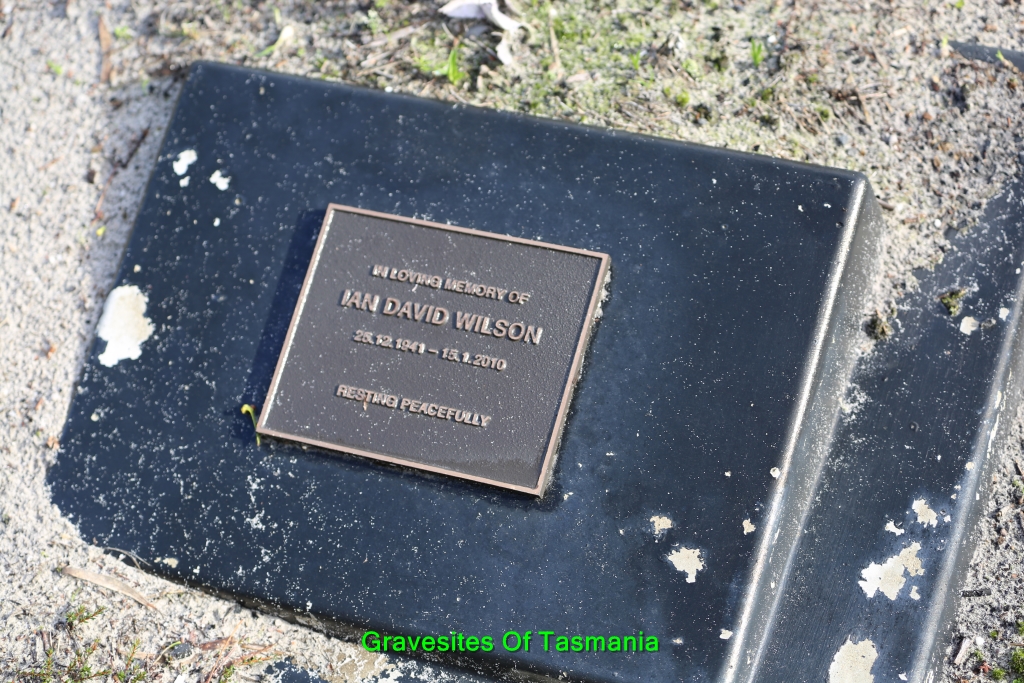 IN LOVING MEMORY OF
IAN DAVID WILSON
25.12.1941 – 15.1.2010
RESTING PEACEFULLY
Gravesites Of Tasmania